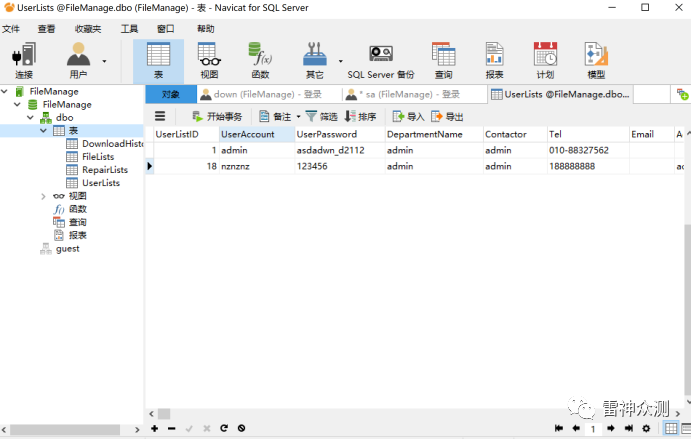 UserLists @FileManage.dbo (FileManage) - 表 - Navicat for SQL Server
文件 查看 收藏夹 工具 窗口 帮助
连接 用户 表 视图 函数 其它 SQL Server 备份 查询 报表 计划 模型
FileManage
FileManage
dbo
表
DownloadHisto
FileLists
RepairLists
UserLists
视图
函数
查询
报表
guest
对象 down (FileManage) - 登录 * sa (FileManage) - 登录 UserLists @FileManage.dbo...
开始事务 备注 筛选 排序 导入 导出
UserListID UserAccount UserPassword DepartmentName Contactor Tel Email A
1 admin asdadwn_d2112 admin admin 010-88327562
18 nznznz 123456 admin admin 188888888 ad
1
雷神众测